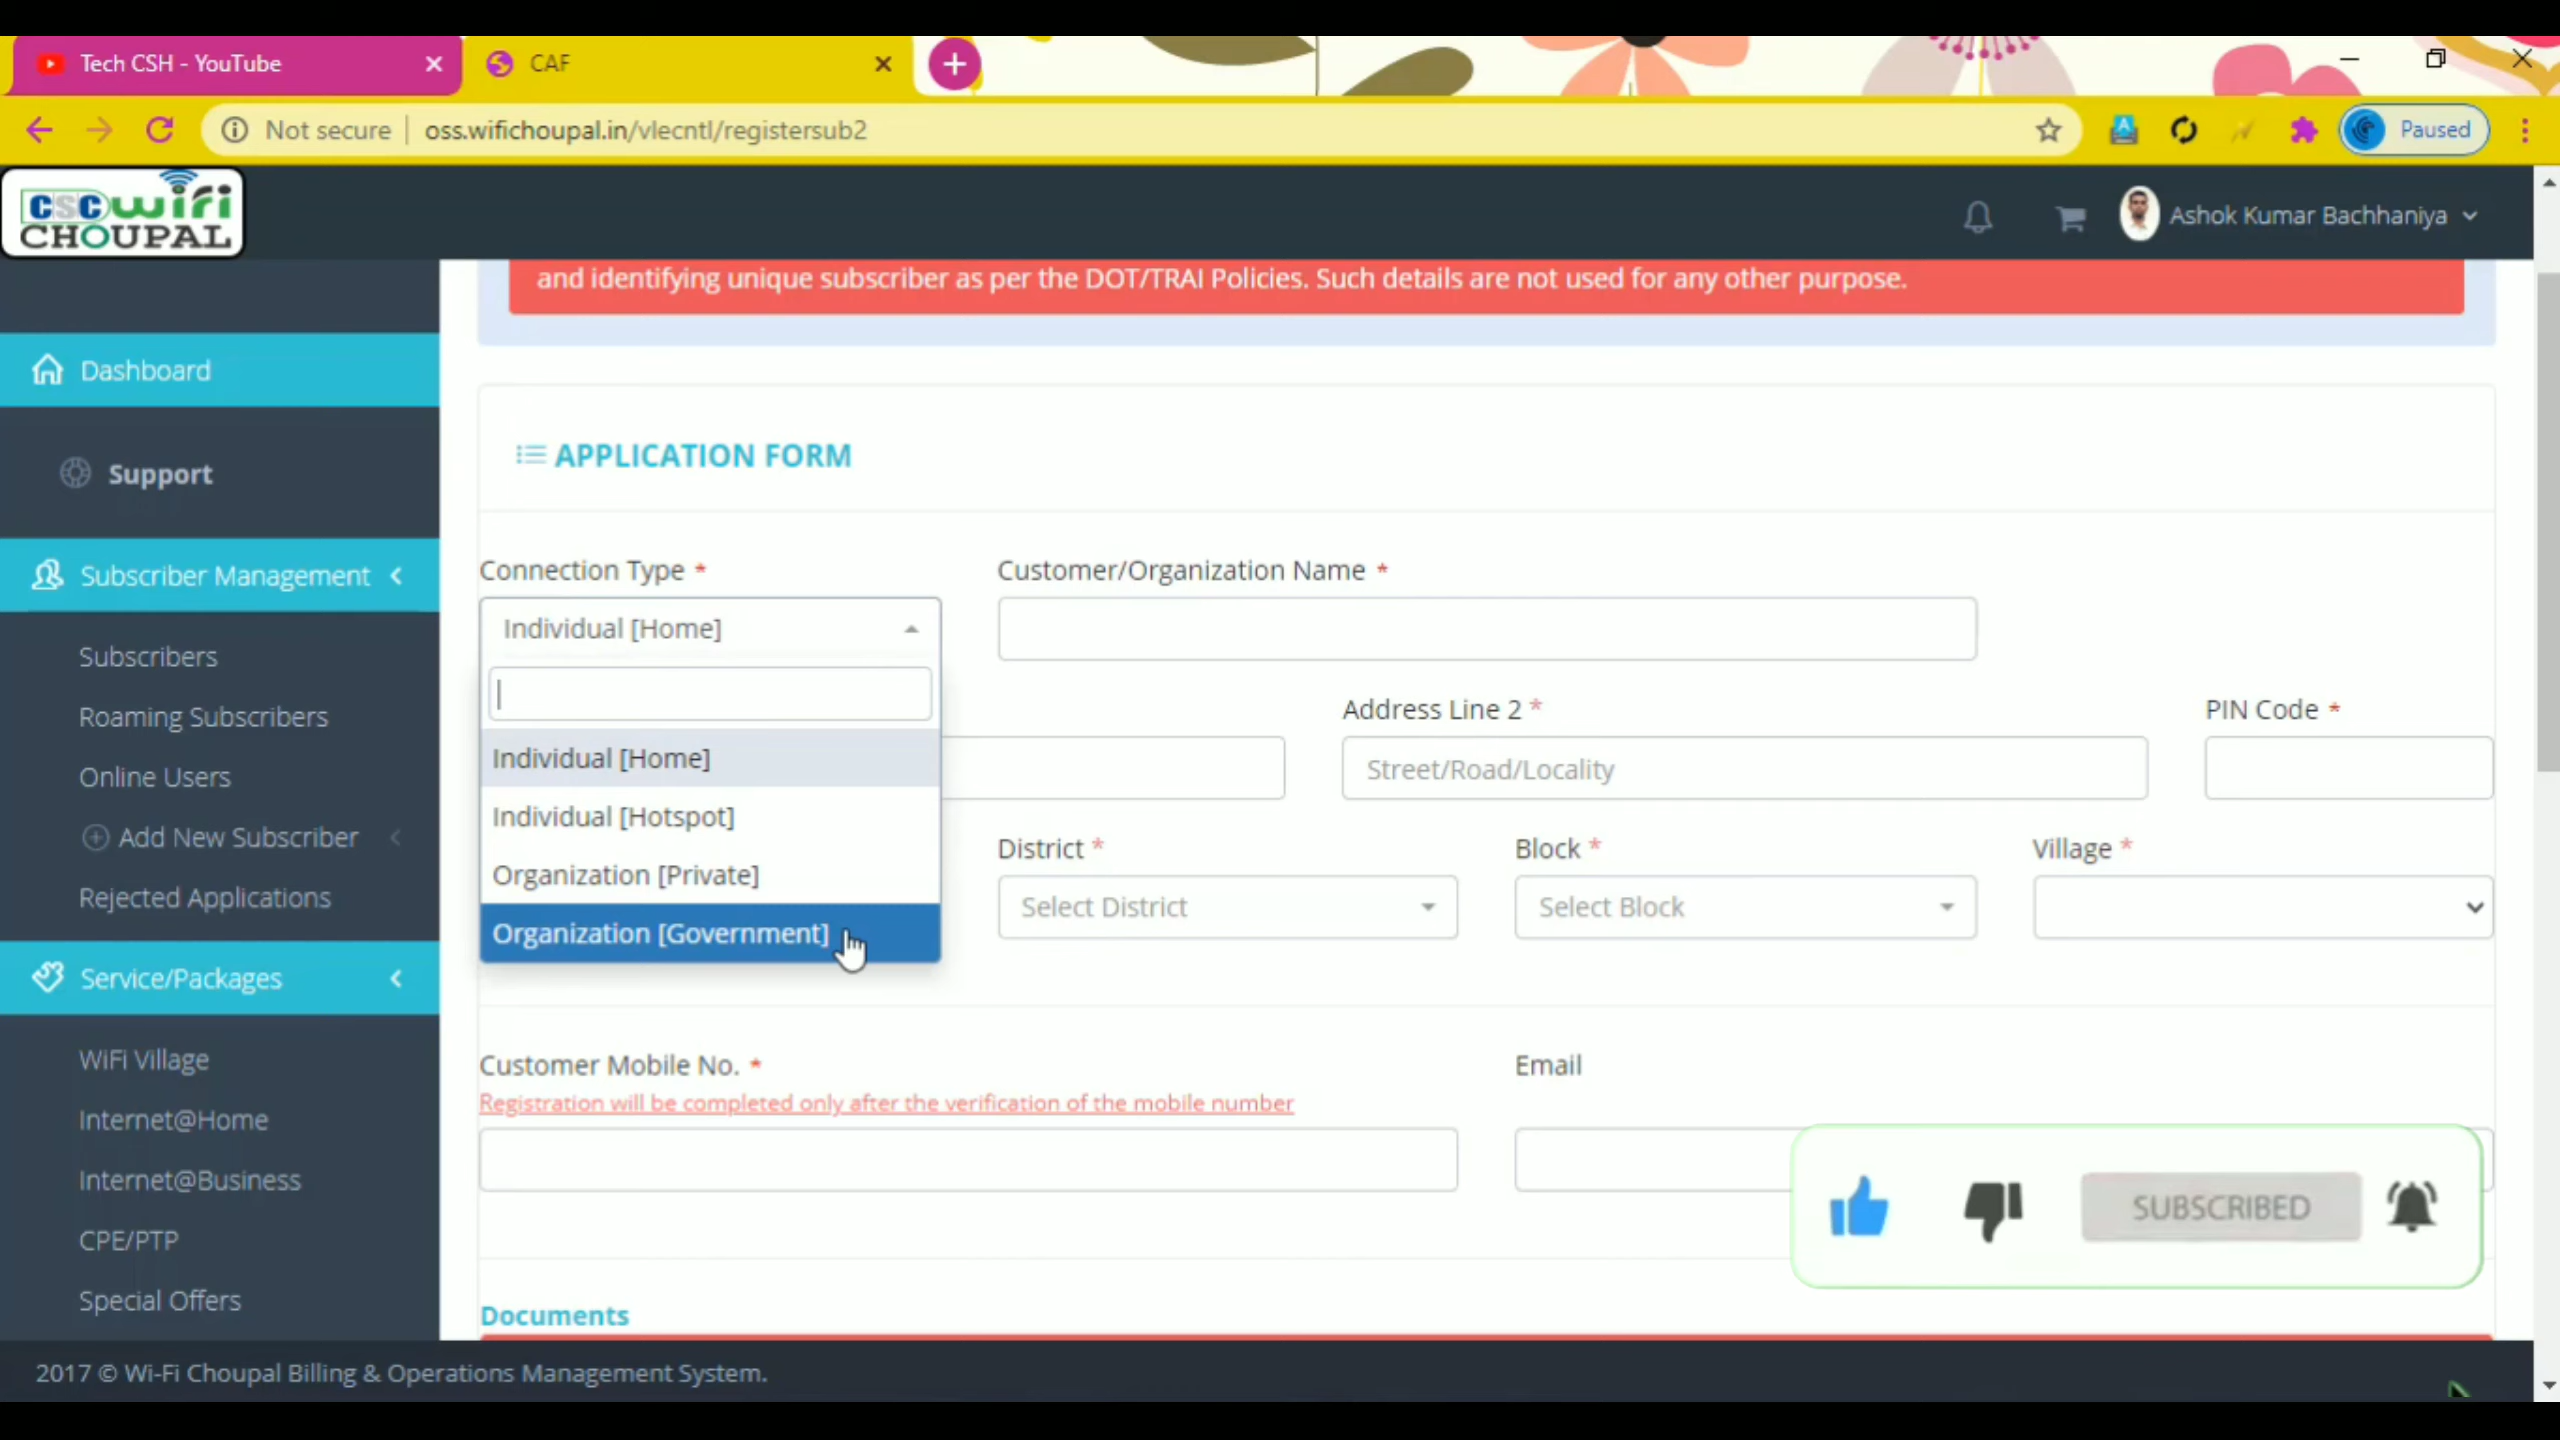 Tech CSH - YouTube
CAF
Not secure
oss.wifichoupal.in/vlecntl/registersub2
Paused
CSC wifi
CHOUPAL
Ashok Kumar Bachhaniya
and identifying unique subscriber as per the DOT/TRAI Policies. Such details are not used for any other purpose.
Dashboard
Support
Subscriber Management
Subscribers
Roaming Subscribers
Online Users
Add New Subscriber
Rejected Applications
Service/Packages
WiFi Village
Internet@Home
Internet@Business
CPE/PTP
Special Offers
APPLICATION FORM
Connection Type *
Customer/Organization Name *
Individual [Home]
Individual [Home]
Individual [Hotspot]
Organization [Private]
Organization [Government]
Address Line 2 *
PIN Code *
Street/Road/Locality
District *
Block *
Village *
Select District
Select Block
Customer Mobile No. *
Email
Registration will be completed only after the verification of the mobile number
SUBSCRIBED
Documents
2017 © Wi-Fi Choupal Billing & Operations Management System.